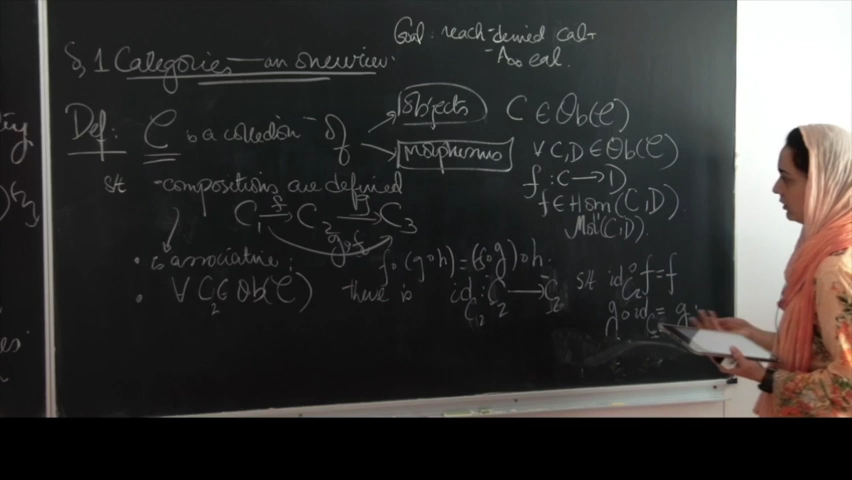 Goal: reach derived cat
- A∞ cat.
§1 Categories — an overview.
Def: C is a collection of
objects C ∈ Ob(C)
morphisms ∀ C,D ∈ Ob(C)
f: C → D
f ∈ Hom(C,D).
Mor(C,D).
st - compositions are defined
C₁ →f C₂ →g C₃
g∘f
• is associative: f∘(g∘h)=(f∘g)∘h.
• ∀ C₂ ∈ Ob(C) there is id_C₂: C₂ → C₂ st id_C₂∘f=f
g∘id_C₂=g